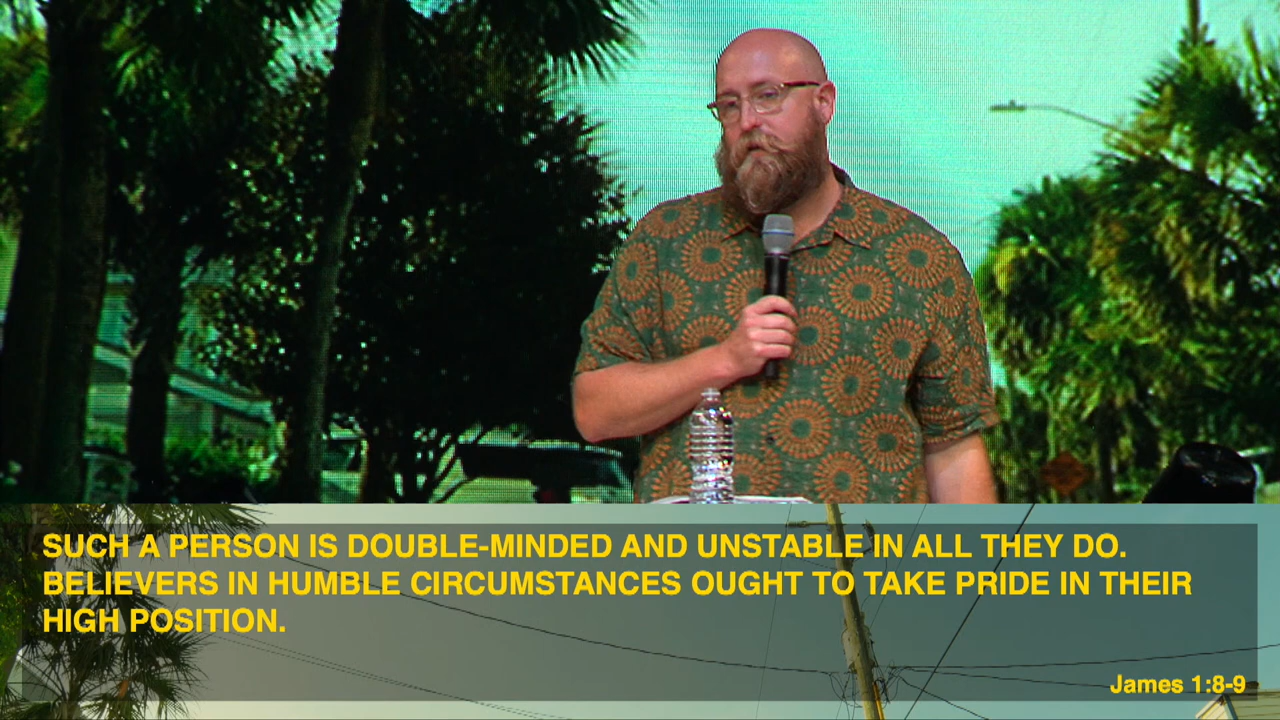 SUCH A PERSON IS DOUBLE-MINDED AND UNSTABLE IN ALL THEY DO.
BELIEVERS IN HUMBLE CIRCUMSTANCES OUGHT TO TAKE PRIDE IN THEIR
HIGH POSITION.
James 1:8-9